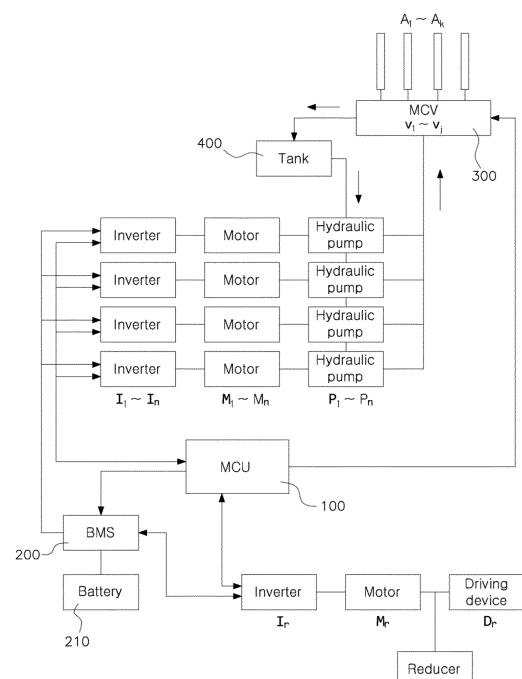 A₁ ~ Aₖ
MCV
v₁ ~ vⱼ
300
400
Tank
Inverter
Motor
Hydraulic
pump
Inverter
Motor
Hydraulic
pump
Inverter
Motor
Hydraulic
pump
Inverter
Motor
Hydraulic
pump
I₁ ~ Iₙ
M₁ ~ Mₙ
P₁ ~ Pₙ
MCU
100
BMS
200
Battery
210
Inverter
Iᵣ
Motor
Mᵣ
Driving
device
Dᵣ
Reducer